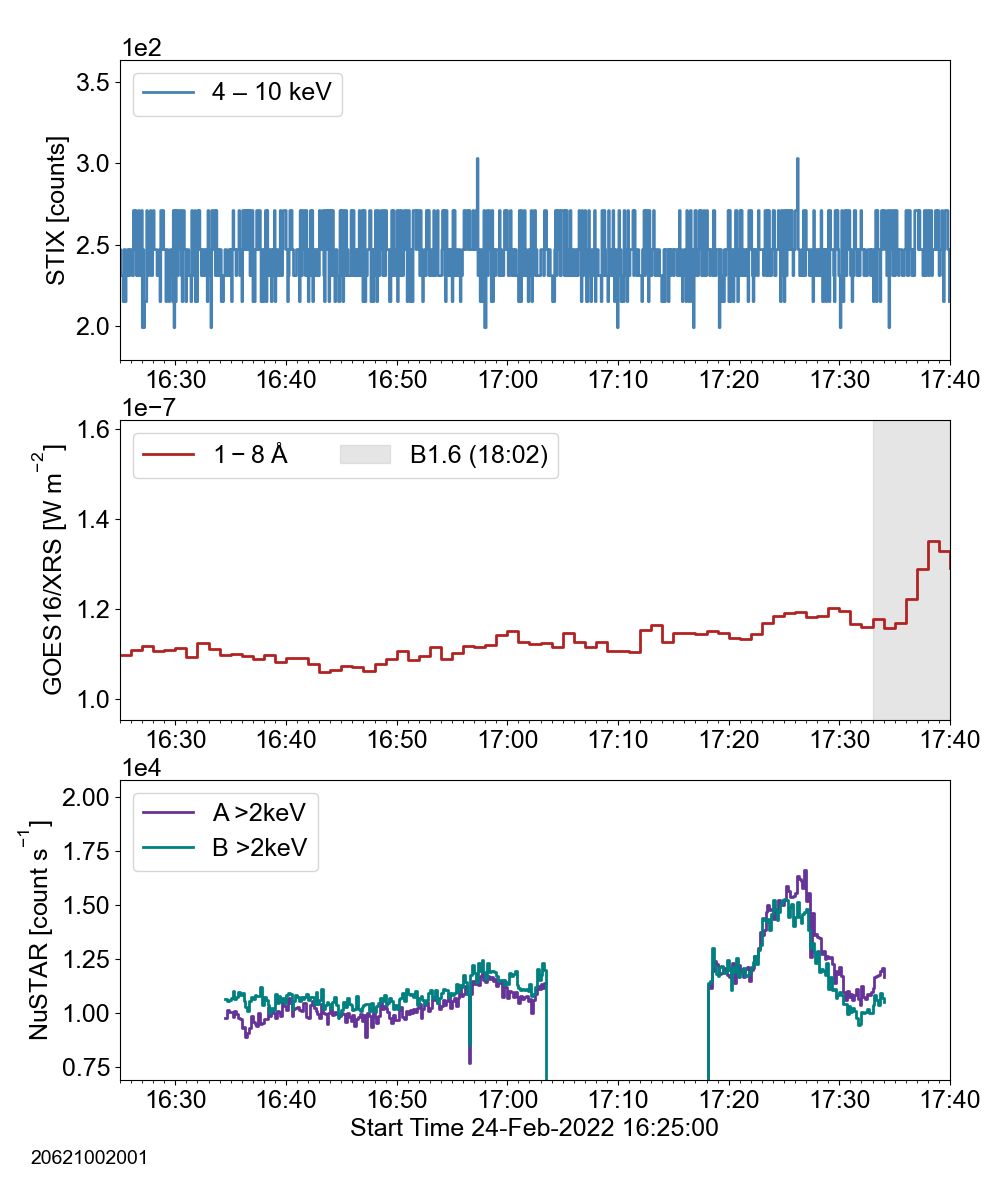 1e2
3.5
3.0
2.5
2.0
STIX [counts]
4 – 10 keV
16:30 16:40 16:50 17:00 17:10 17:20 17:30 17:40
1e−7
1.6
1.4
1.2
1.0
GOES16/XRS [W m⁻²]
1 – 8 Å B1.6 (18:02)
16:30 16:40 16:50 17:00 17:10 17:20 17:30 17:40
1e4
2.00
1.75
1.50
1.25
1.00
0.75
NuSTAR [count s⁻¹]
A >2keV
B >2keV
16:30 16:40 16:50 17:00 17:10 17:20 17:30 17:40
Start Time 24-Feb-2022 16:25:00
20621002001